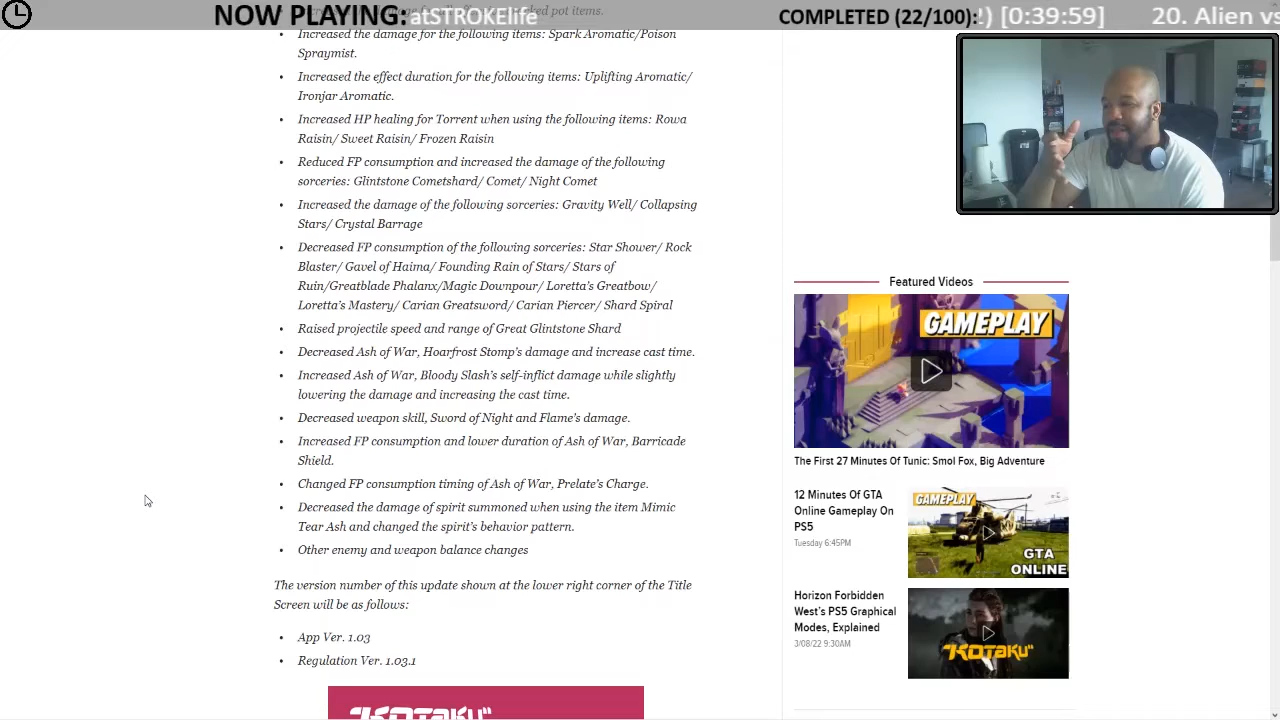 NOW PLAYING: atSTROKElife
COMPLETED (22/100): 2) [0:39:59] 20. Alien vs
pot items.
Increased the damage for the following items: Spark Aromatic/Poison
Spraymist.
Increased the effect duration for the following items: Uplifting Aromatic/
Ironjar Aromatic.
Increased HP healing for Torrent when using the following items: Rowa
Raisin/ Sweet Raisin/ Frozen Raisin
Reduced FP consumption and increased the damage of the following
sorceries: Glintstone Cometshard/ Comet/ Night Comet
Increased the damage of the following sorceries: Gravity Well/ Collapsing
Stars/ Crystal Barrage
Decreased FP consumption of the following sorceries: Star Shower/ Rock
Blaster/ Gavel of Haima/ Founding Rain of Stars/ Stars of
Ruin/Greatblade Phalanx/Magic Downpour/ Loretta's Greatbow/
Loretta's Mastery/ Carian Greatsword/ Carian Piercer/ Shard Spiral
Raised projectile speed and range of Great Glintstone Shard
Decreased Ash of War, Hoarfrost Stomp's damage and increase cast time.
Increased Ash of War, Bloody Slash's self-inflict damage while slightly
lowering the damage and increasing the cast time.
Decreased weapon skill, Sword of Night and Flame's damage.
Increased FP consumption and lower duration of Ash of War, Barricade
Shield.
Changed FP consumption timing of Ash of War, Prelate's Charge.
Decreased the damage of spirit summoned when using the item Mimic
Tear Ash and changed the spirit's behavior pattern.
Other enemy and weapon balance changes
The version number of this update shown at the lower right corner of the Title
Screen will be as follows:
App Ver. 1.03
Regulation Ver. 1.03.1
"KOTAKU"
Featured Videos
GAMEPLAY
The First 27 Minutes Of Tunic: Smol Fox, Big Adventure
12 Minutes Of GTA
Online Gameplay On
PS5
Tuesday 6:45PM
GAMEPLAY
GTA
ONLINE
Horizon Forbidden
West's PS5 Graphical
Modes, Explained
3/08/22 9:30AM
"KOTAKU"